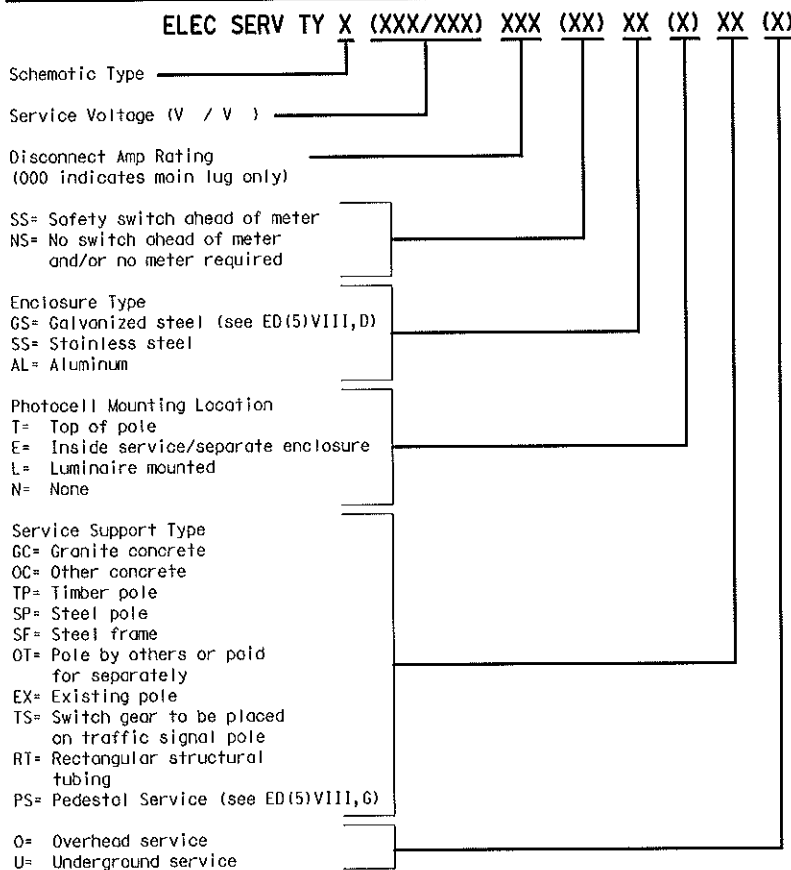 ELEC SERV TY X (XXX/XXX) XXX (XX) XX (X) XX (X)
Schematic Type
Service Voltage (V / V )
Disconnect Amp Rating
(000 indicates main lug only)
SS= Safety switch ahead of meter
NS= No switch ahead of meter
and/or no meter required
Enclosure Type
GS= Galvanized steel (see ED(5)VIII,D)
SS= Stainless steel
AL= Aluminum
Photocell Mounting Location
T= Top of pole
E= Inside service/separate enclosure
L= Luminaire mounted
N= None
Service Support Type
GC= Granite concrete
OC= Other concrete
TP= Timber pole
SP= Steel pole
SF= Steel frame
OT= Pole by others or paid
for separately
EX= Existing pole
TS= Switch gear to be placed
on traffic signal pole
RT= Rectangular structural
tubing
PS= Pedestal Service (see ED(5)VIII,G)
O= Overhead service
U= Underground service